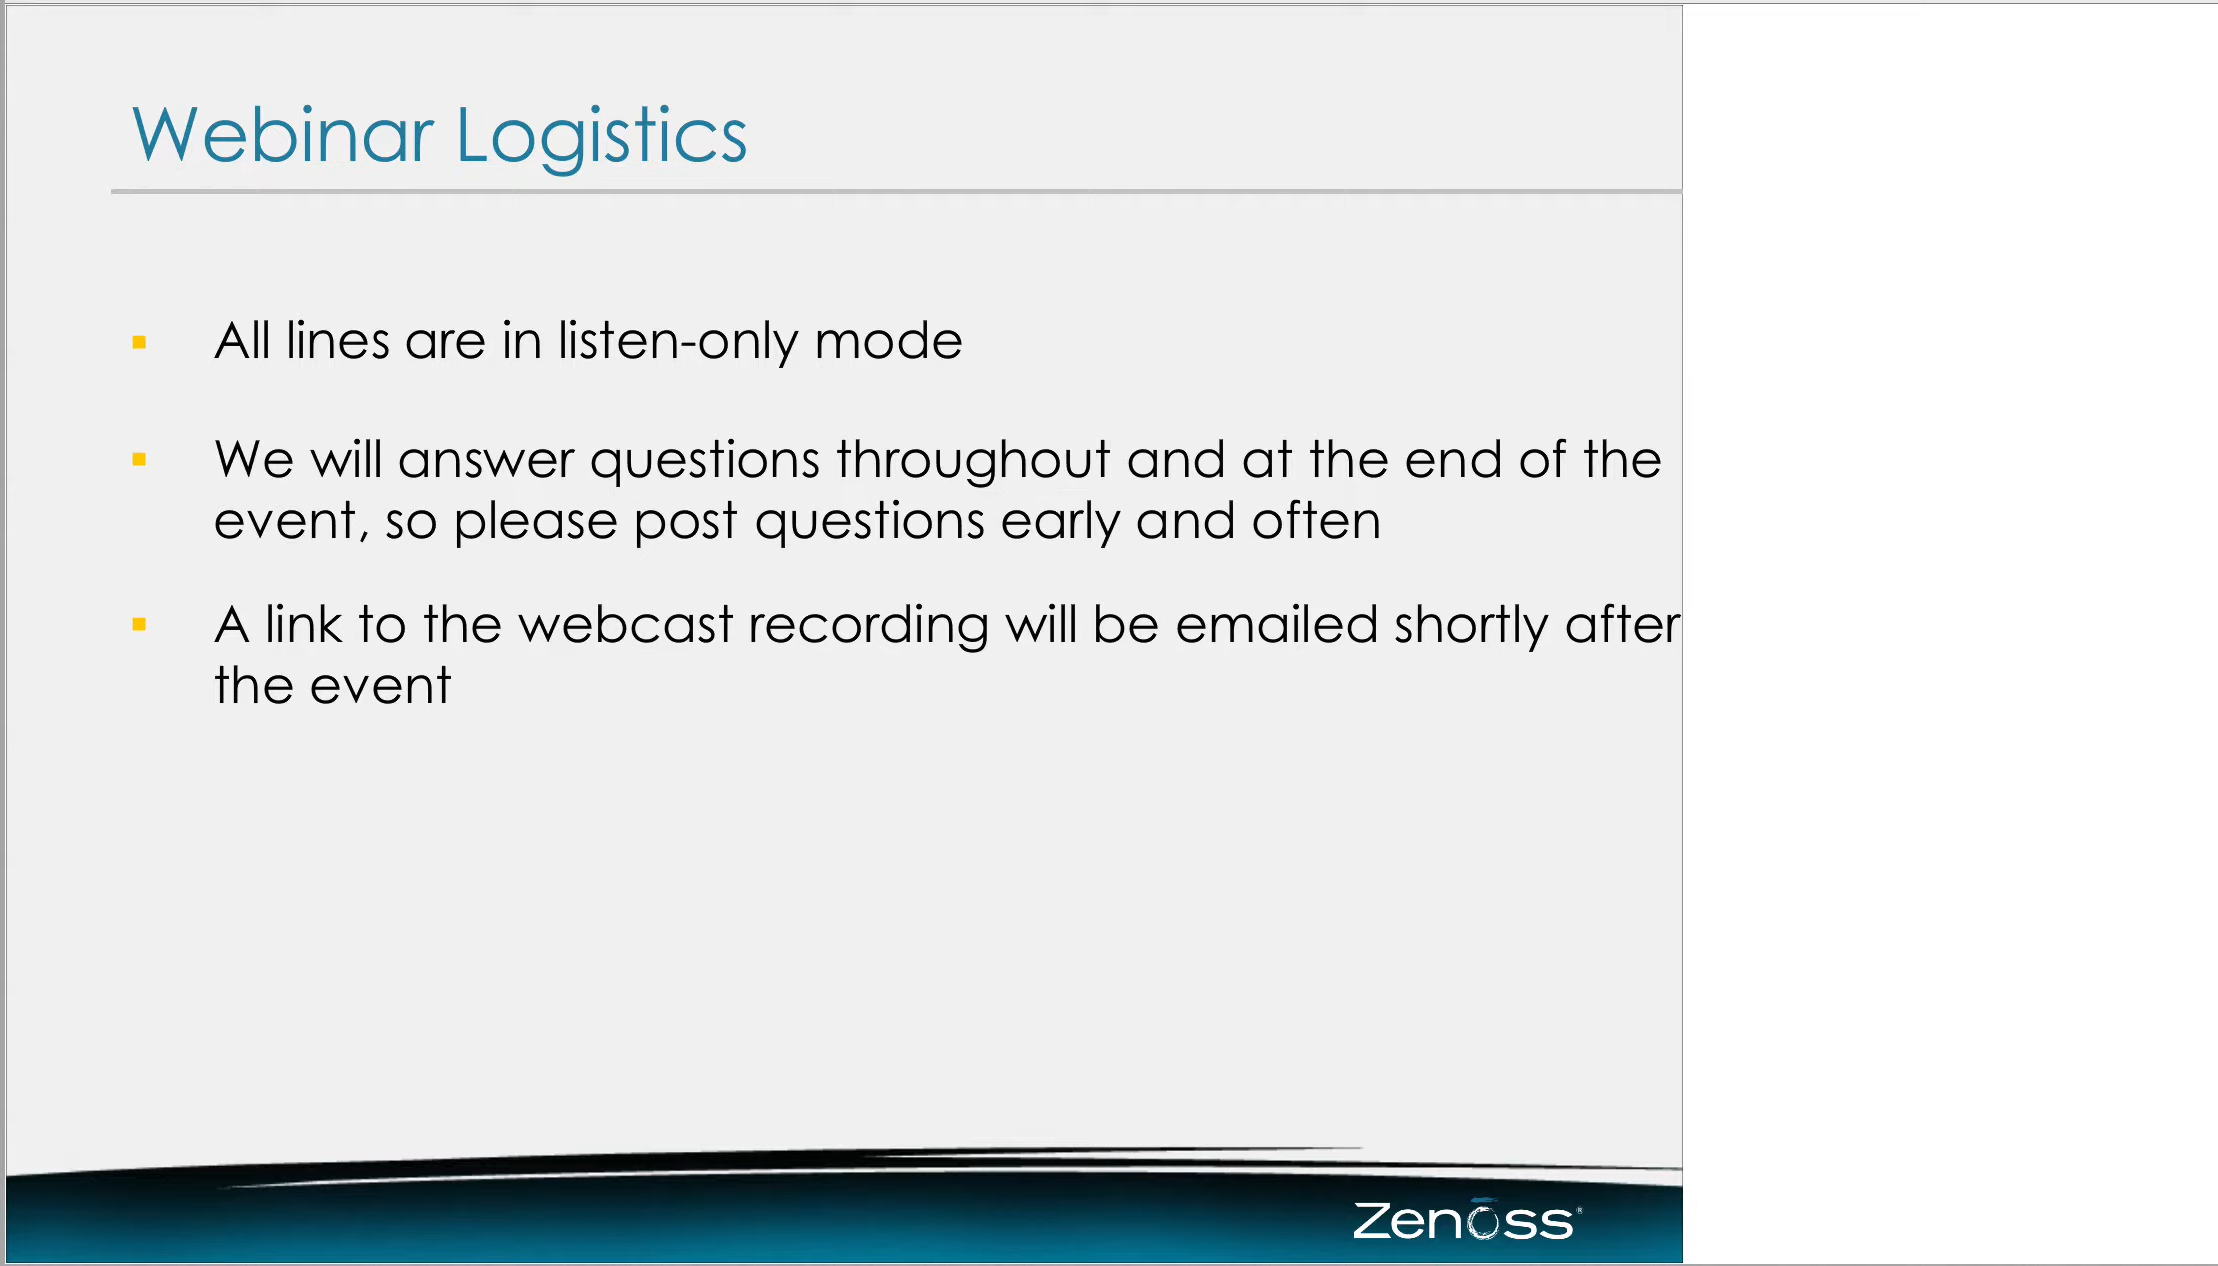 Webinar Logistics
All lines are in listen-only mode
We will answer questions throughout and at the end of the
event, so please post questions early and often
A link to the webcast recording will be emailed shortly after
the event
Zenōss®